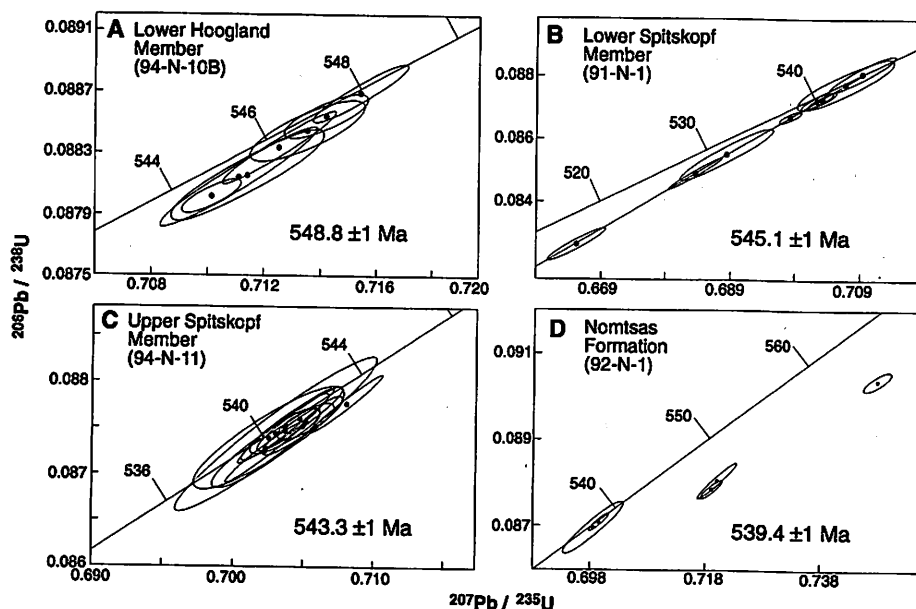 A Lower Hoogland
Member
(94-N-10B)
0.0891
0.0887
0.0883
0.0879
0.0875
544
546
548
548.8 ±1 Ma
0.708
0.712
0.716
0.720
B Lower Spitskopf
Member
(91-N-1)
0.088
0.086
0.084
520
530
540
545.1 ±1 Ma
0.669
0.689
0.709
206Pb / 238U
C Upper Spitskopf
Member
(94-N-11)
0.088
0.087
0.086
536
540
544
543.3 ±1 Ma
0.690
0.700
0.710
D Nomtsas
Formation
(92-N-1)
0.091
0.089
0.087
540
550
560
539.4 ±1 Ma
0.698
0.718
0.738
207Pb / 235U